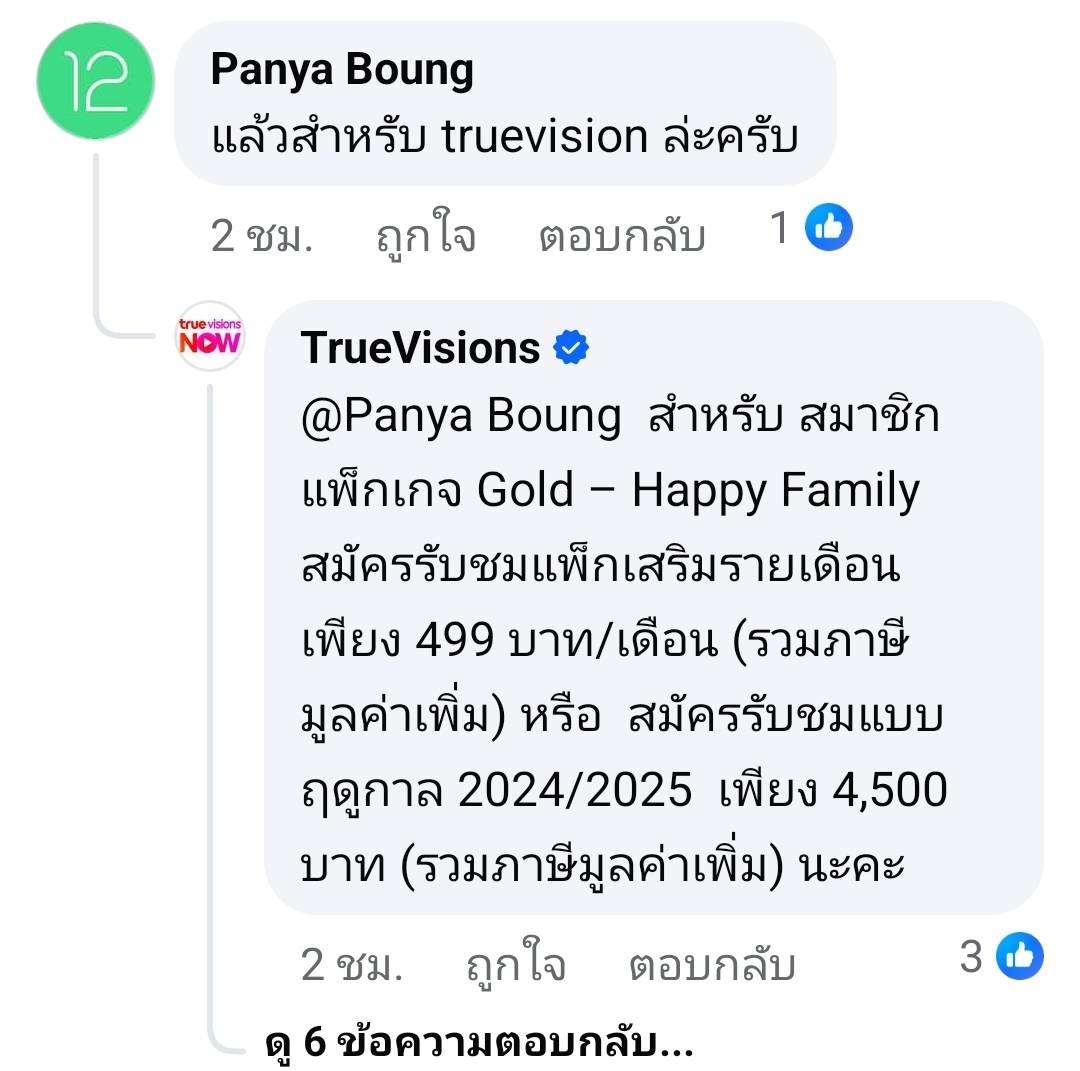 12
Panya Boung
แล้วสำหรับ truevision ล่ะครับ
2 ชม. ถูกใจ ตอบกลับ 1
true visions
NOW
TrueVisions
@Panya Boung สำหรับ สมาชิก
แพ็กเกจ Gold – Happy Family
สมัครรับชมแพ็กเสริมรายเดือน
เพียง 499 บาท/เดือน (รวมภาษี
มูลค่าเพิ่ม) หรือ สมัครรับชมแบบ
ฤดูกาล 2024/2025 เพียง 4,500
บาท (รวมภาษีมูลค่าเพิ่ม) นะคะ
2 ชม. ถูกใจ ตอบกลับ 3
ดู 6 ข้อความตอบกลับ...